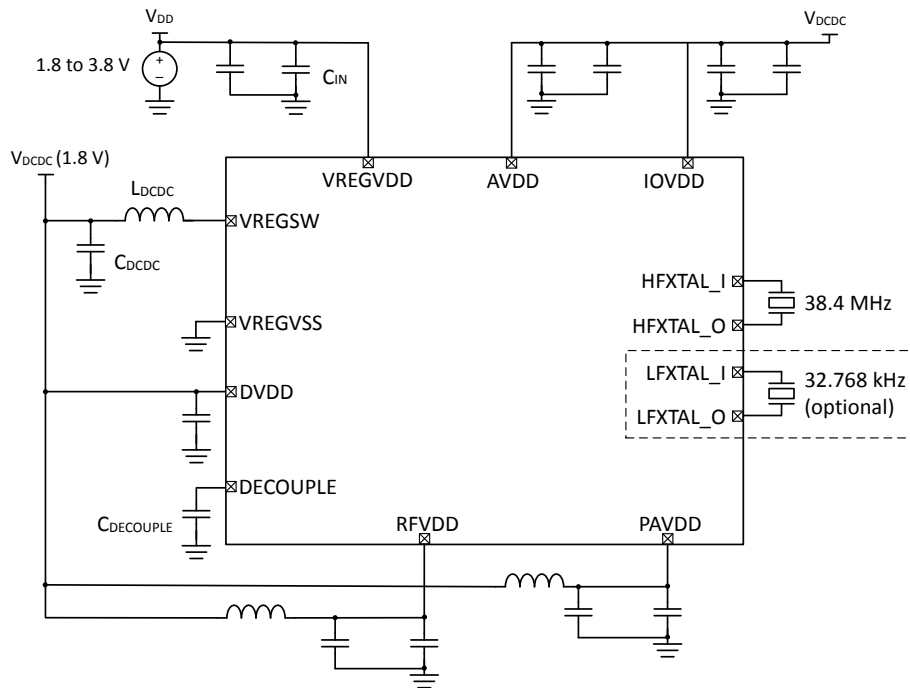 VDD
1.8 to 3.8 V
+
–
CIN
VDCDC
VDCDC (1.8 V)
LDCDC
CDCDC
VREGVDD
AVDD
IOVDD
VREGSW
HFXTAL_I
HFXTAL_O
38.4 MHz
VREGVSS
LFXTAL_I
LFXTAL_O
32.768 kHz
(optional)
DVDD
DECOUPLE
CDECOUPLE
RFVDD
PAVDD